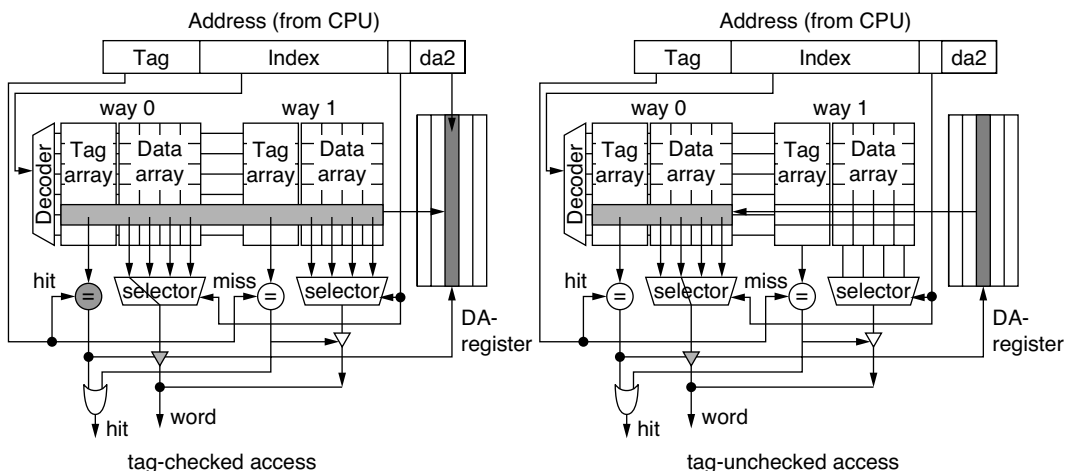 Address (from CPU)
Tag Index da2
way 0 way 1
Decoder
Tag array
Data array
Tag array
Data array
hit
=
selector
miss
=
selector
DA-register
hit
word
tag-checked access
Address (from CPU)
Tag Index da2
way 0 way 1
Decoder
Tag array
Data array
Tag array
Data array
hit
=
selector
miss
=
selector
DA-register
hit
word
tag-unchecked access